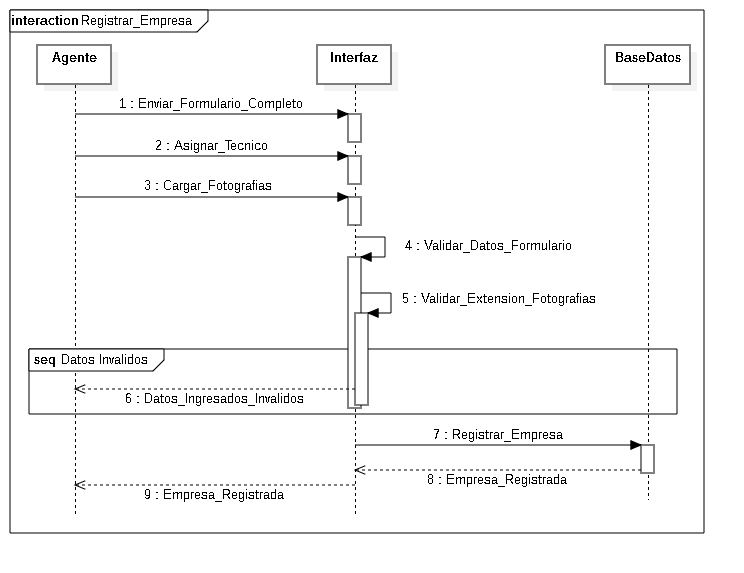 interaction Registrar_Empresa
Agente
Interfaz
BaseDatos
1 : Enviar_Formulario_Completo
2 : Asignar_Tecnico
3 : Cargar_Fotografias
4 : Validar_Datos_Formulario
5 : Validar_Extension_Fotografias
seq Datos Invalidos
6 : Datos_Ingresados_Invalidos
7 : Registrar_Empresa
8 : Empresa_Registrada
9 : Empresa_Registrada